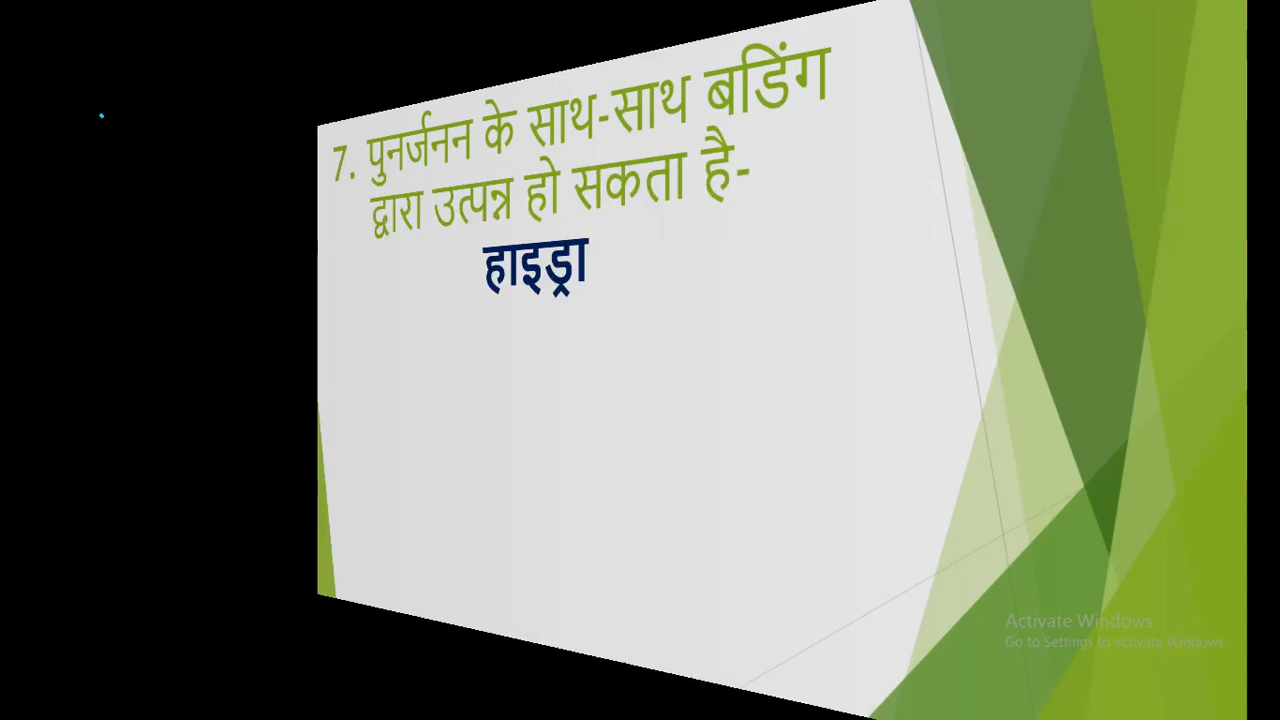 7. पुनर्जनन के साथ-साथ बडिंग
द्वारा उत्पन्न हो सकता है-
हाइड्रा
Activate Windows
Go to Settings to activate Windows.